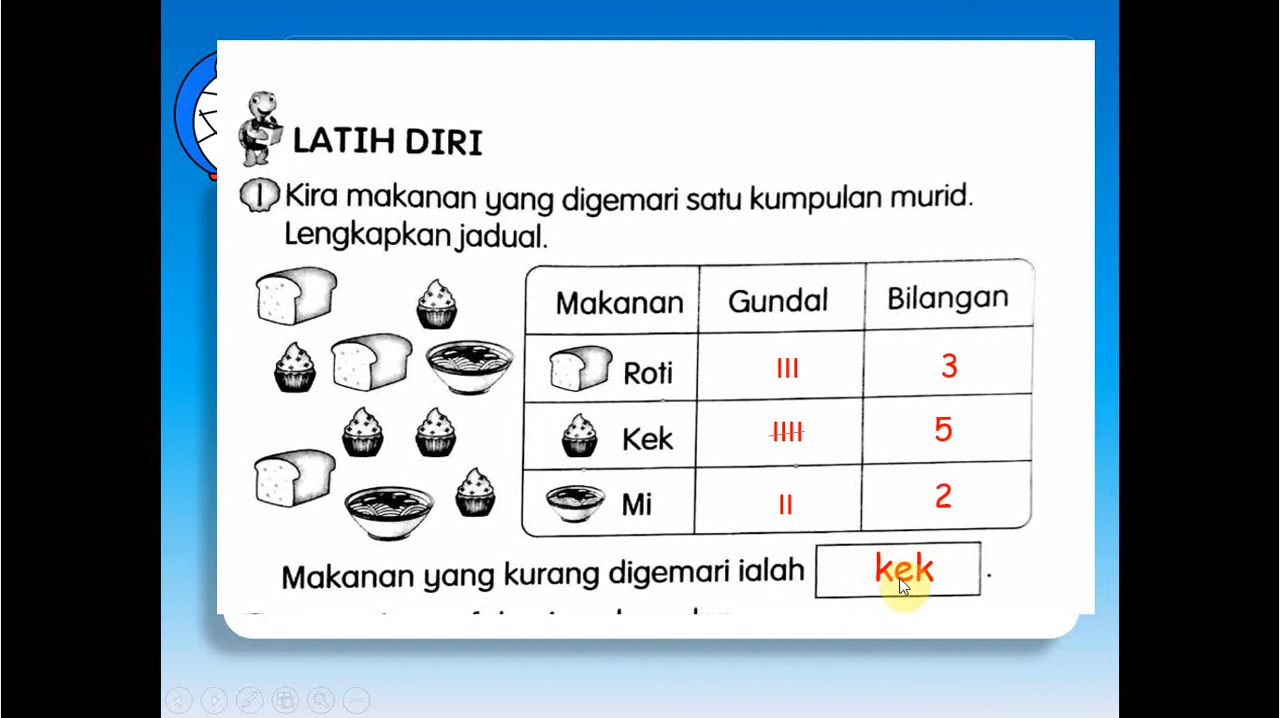 LATIH DIRI
1 Kira makanan yang digemari satu kumpulan murid.
Lengkapkan jadual.
Makanan Gundal Bilangan
Roti III 3
Kek 5
Mi II 2
Makanan yang kurang digemari ialah kek.